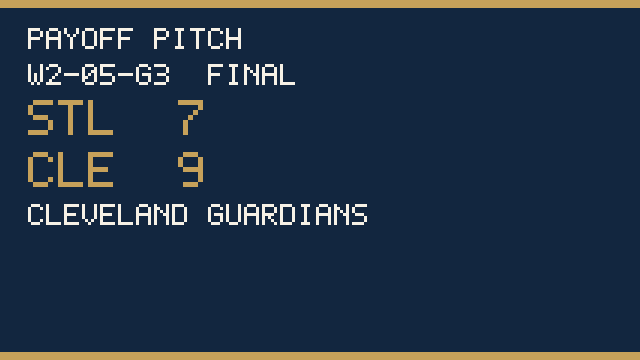 PAYOFF PITCH
W2-05-G3  FINAL
STL  7
CLE  9
CLEVELAND GUARDIANS